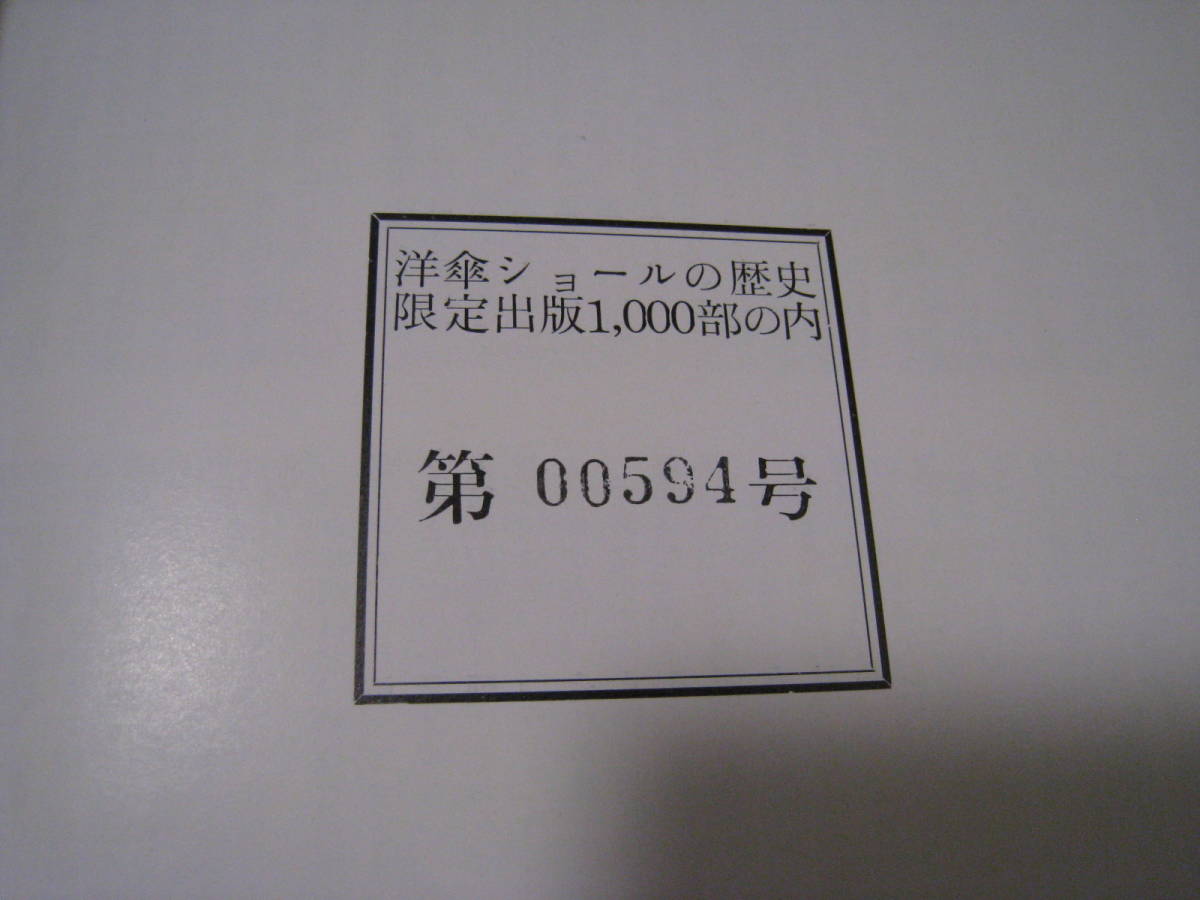 洋傘ショールの歴史
限定出版1,000部の内
第 00594号